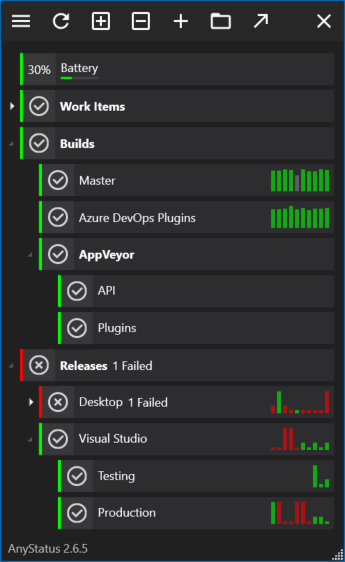 30% Battery
Work Items
Builds
Master
Azure DevOps Plugins
AppVeyor
API
Plugins
Releases 1 Failed
Desktop 1 Failed
Visual Studio
Testing
Production
AnyStatus 2.6.5